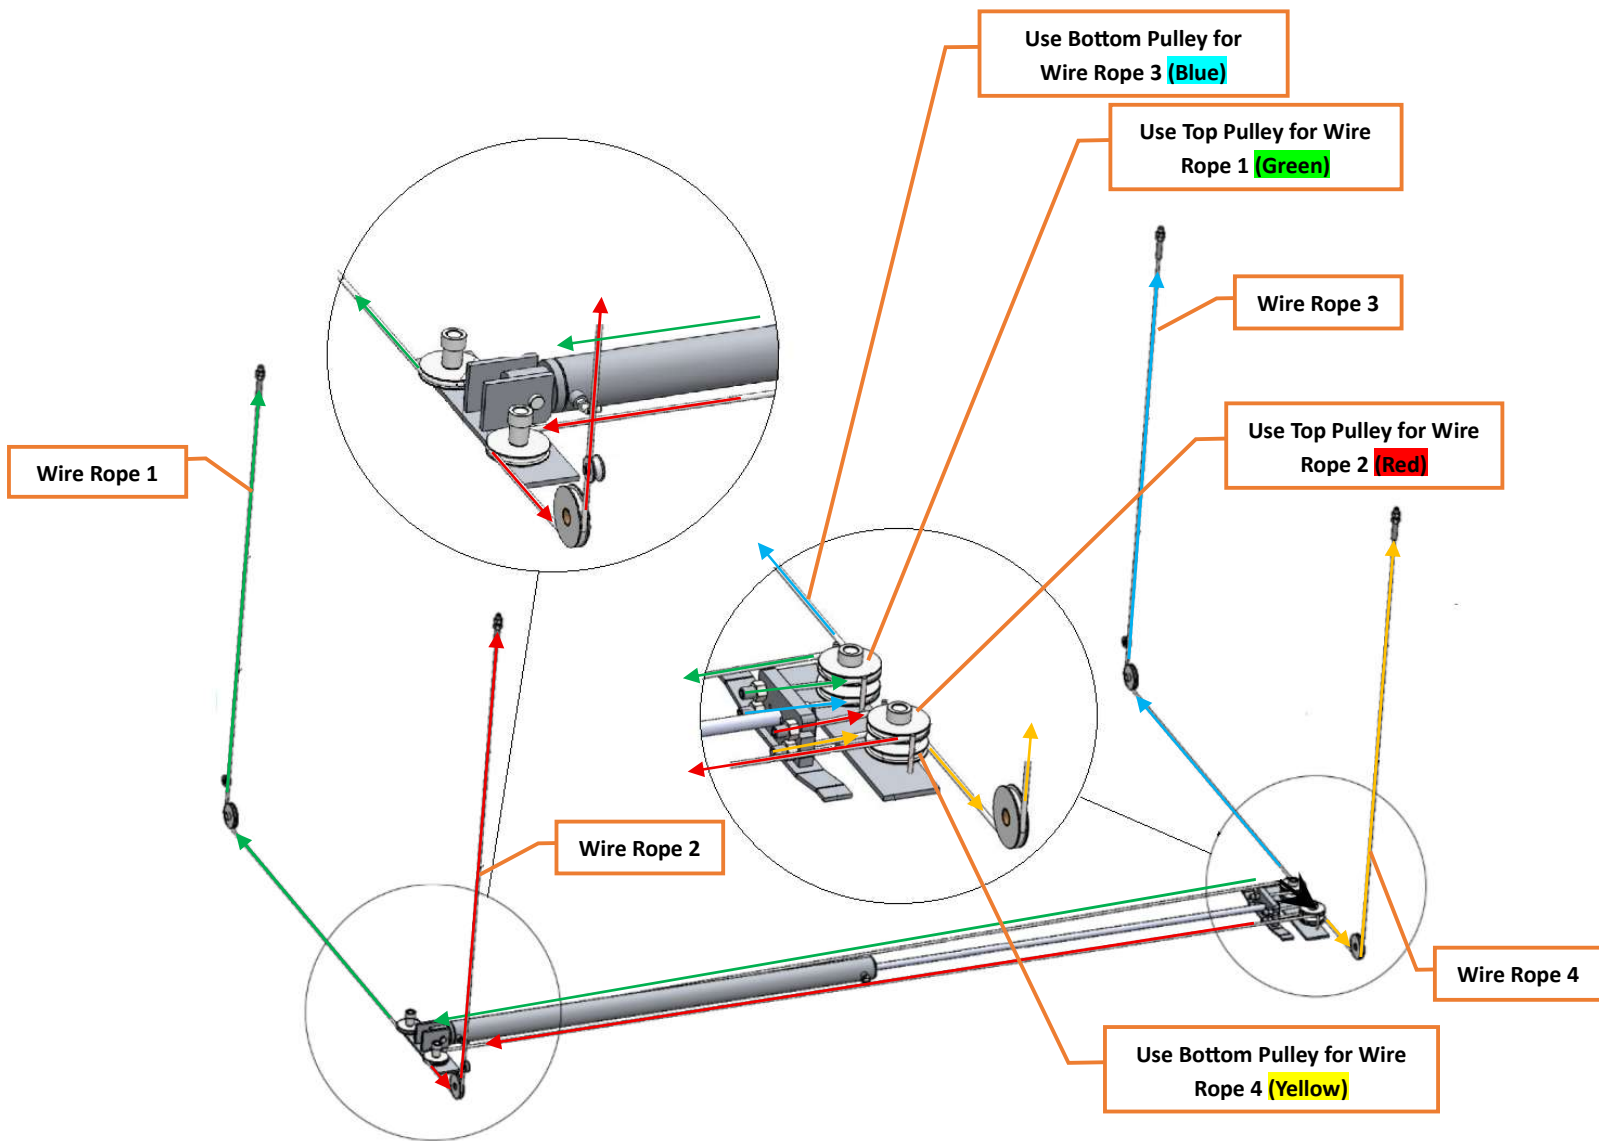 Use Bottom Pulley for
Wire Rope 3 (Blue)
Use Top Pulley for Wire
Rope 1 (Green)
Wire Rope 3
Use Top Pulley for Wire
Rope 2 (Red)
Wire Rope 1
Wire Rope 2
Wire Rope 4
Use Bottom Pulley for Wire
Rope 4 (Yellow)